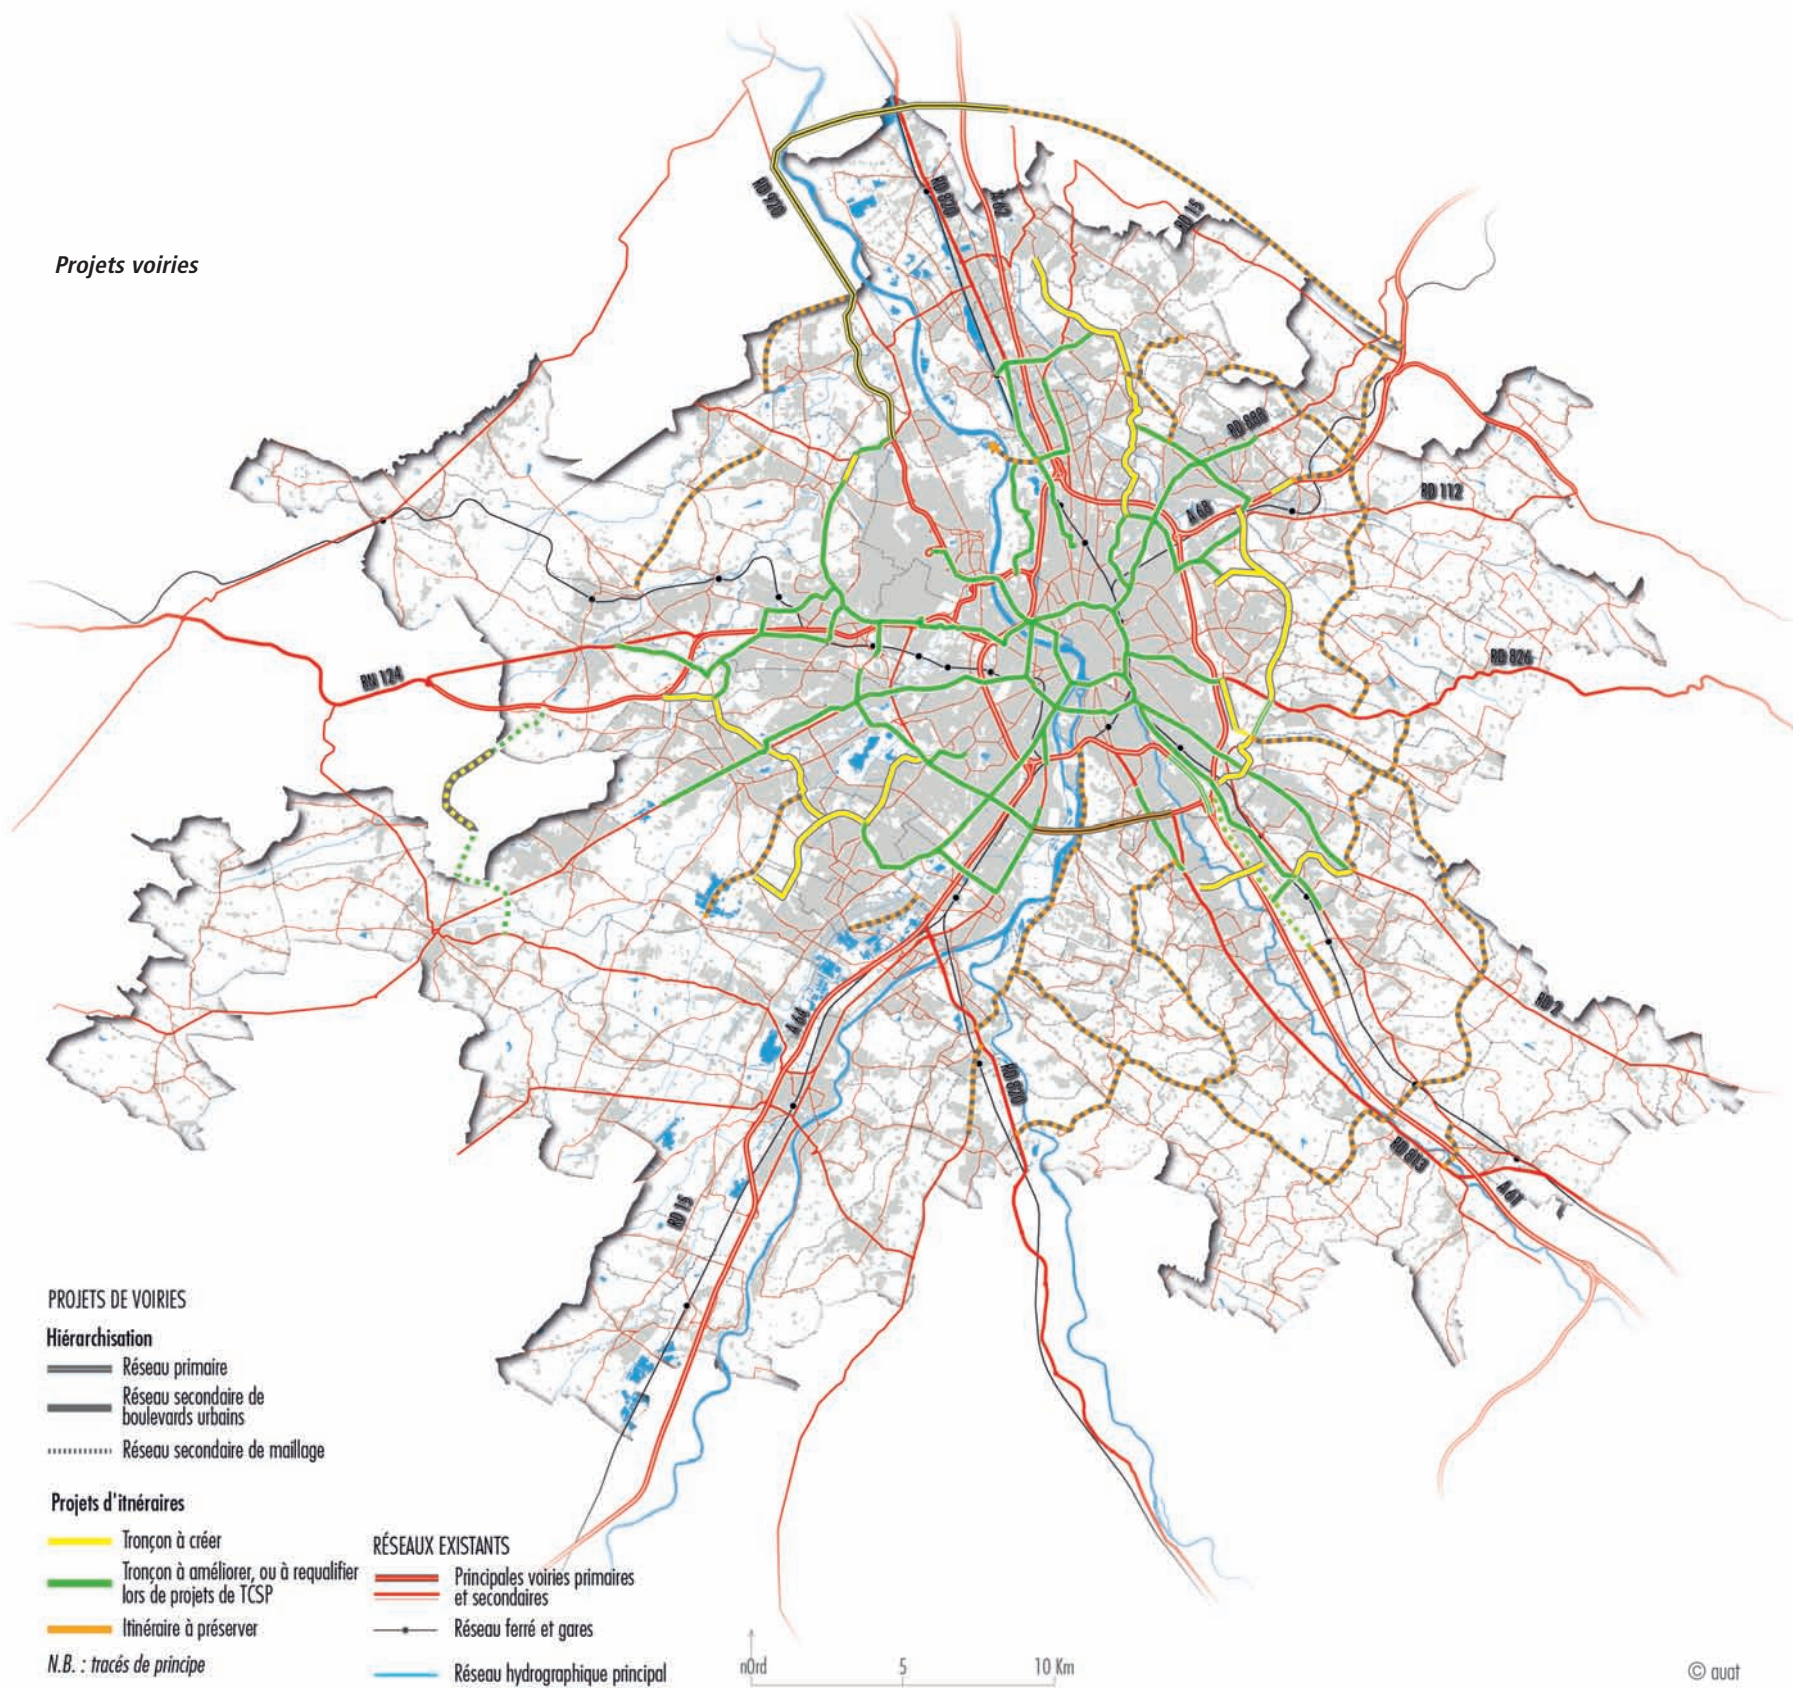 Projets voiries
RD 920
RD 820
A 62
RD 15
RD 888
RD 112
A 68
RD 826
RN 124
RD 2
A 64
RD 820
RD 813
A 61
RD 15
PROJETS DE VOIRIES
Hiérarchisation
Réseau primaire
Réseau secondaire de
boulevards urbains
Réseau secondaire de maillage
Projets d'itnéraires
Tronçon à créer
Tronçon à améliorer, ou à requalifier
lors de projets de TCSP
Itinéraire à préserver
N.B. : tracés de principe
RÉSEAUX EXISTANTS
Principales voiries primaires
et secondaires
Réseau ferré et gares
Réseau hydrographique principal
nOrd 5 10 Km
© auat